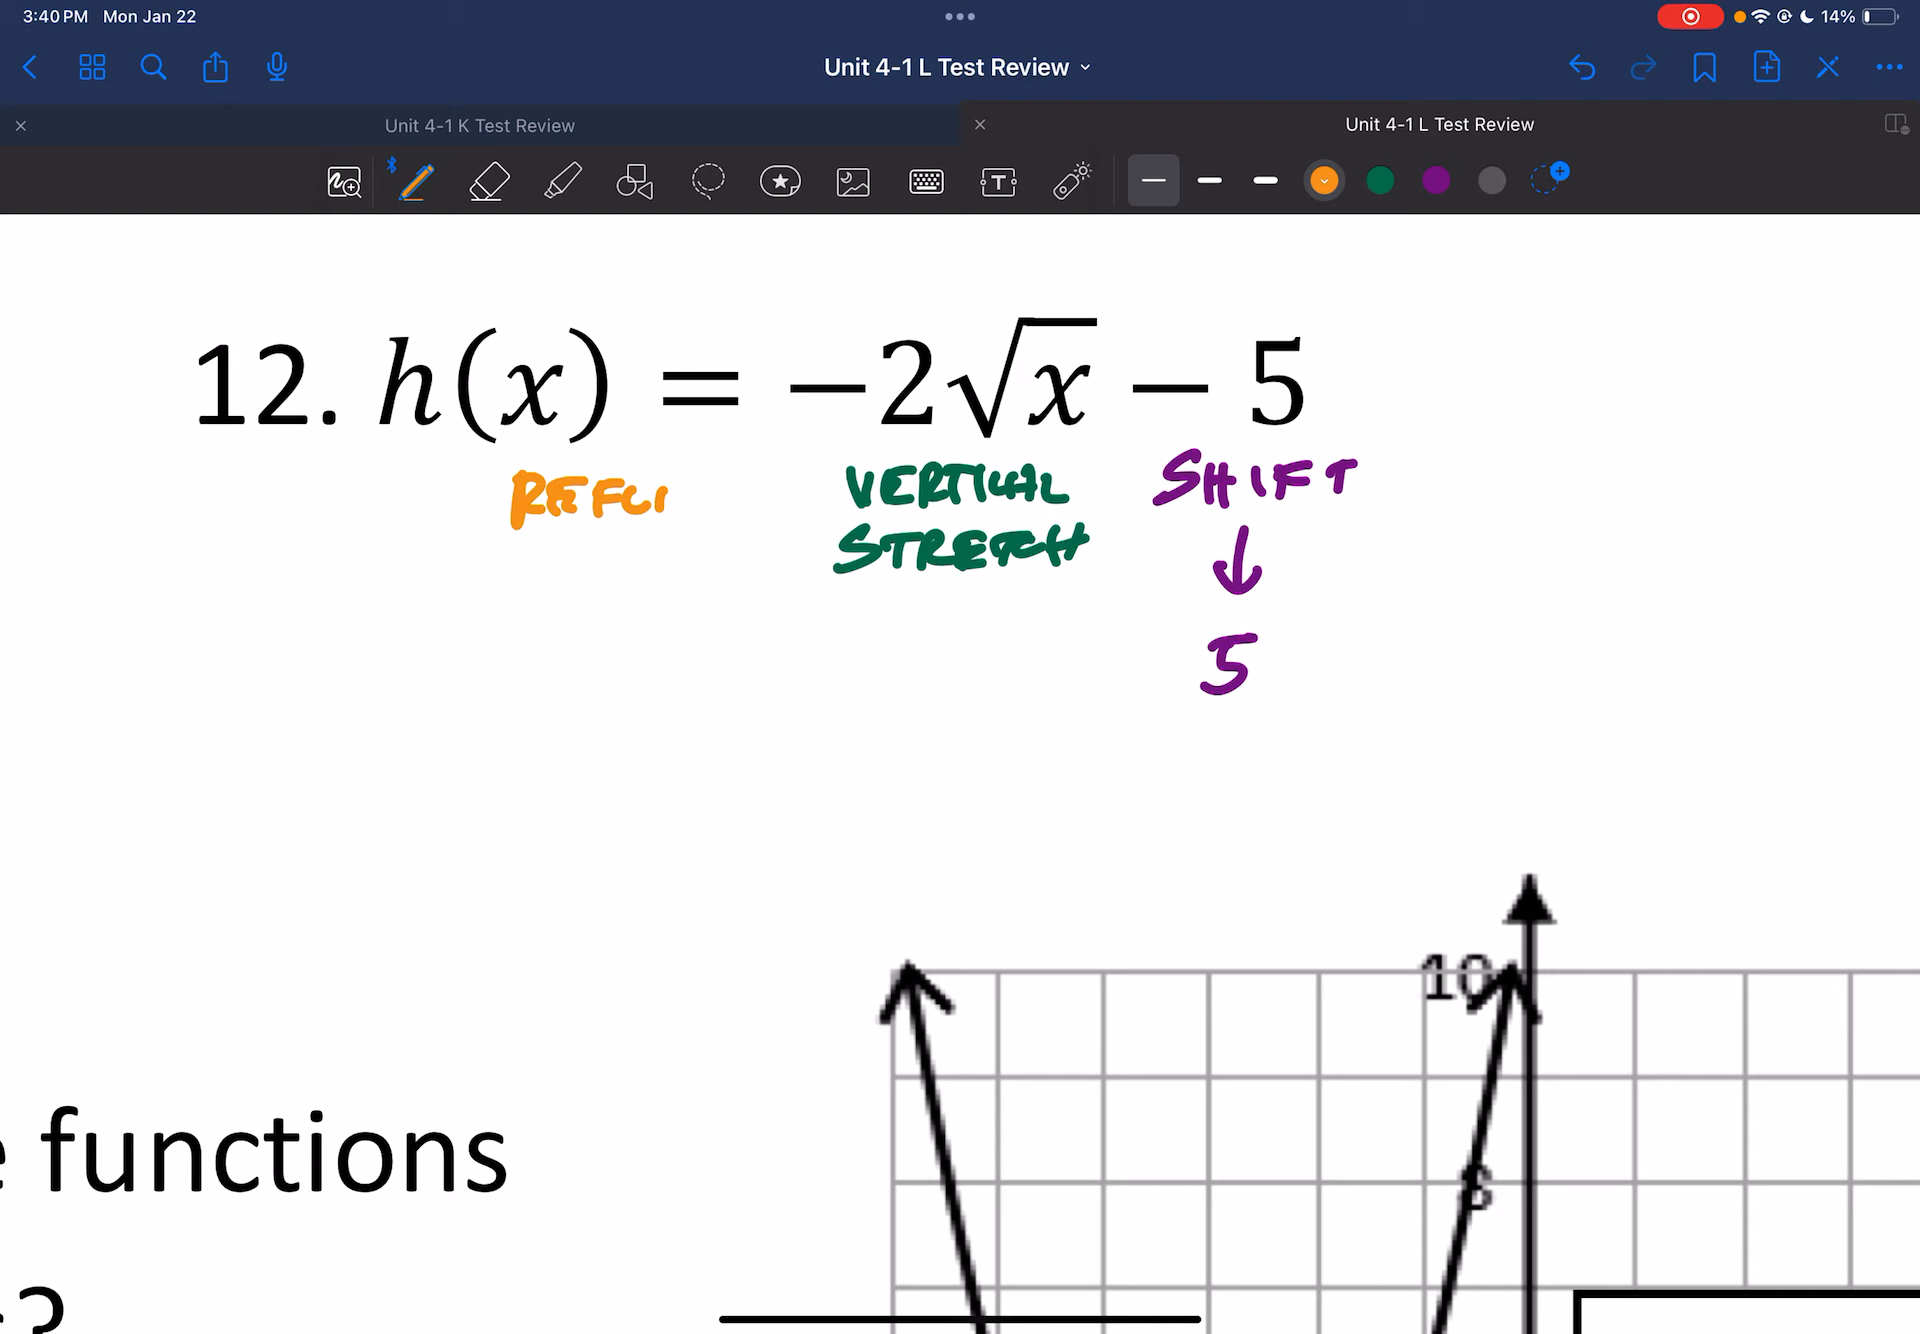 3:40 PM Mon Jan 22
14%
Unit 4-1 L Test Review
Unit 4-1 K Test Review
Unit 4-1 L Test Review
T
12. h(x) = −2√x − 5
VERTICAL
STRETCH
SHIFT
↓
5
10
functions